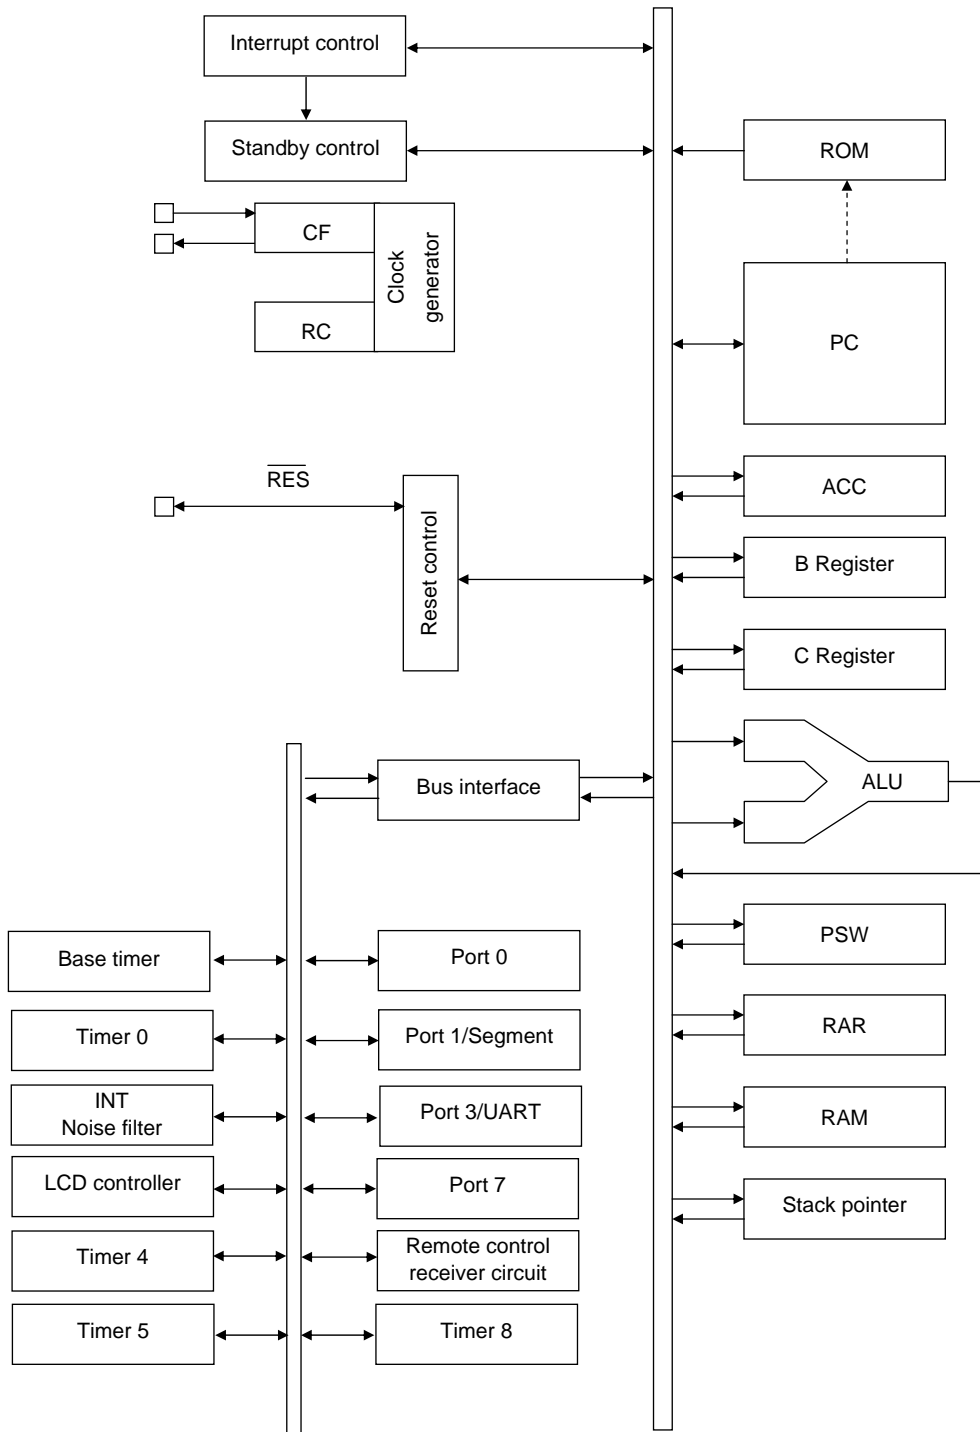 Interrupt control
Standby control
ROM
CF
Clock
generator
RC
PC
RES
Reset control
ACC
B Register
C Register
Bus interface
ALU
PSW
Base timer
Port 0
Timer 0
Port 1/Segment
RAR
INT
Noise filter
Port 3/UART
RAM
LCD controller
Port 7
Stack pointer
Timer 4
Remote control
receiver circuit
Timer 5
Timer 8